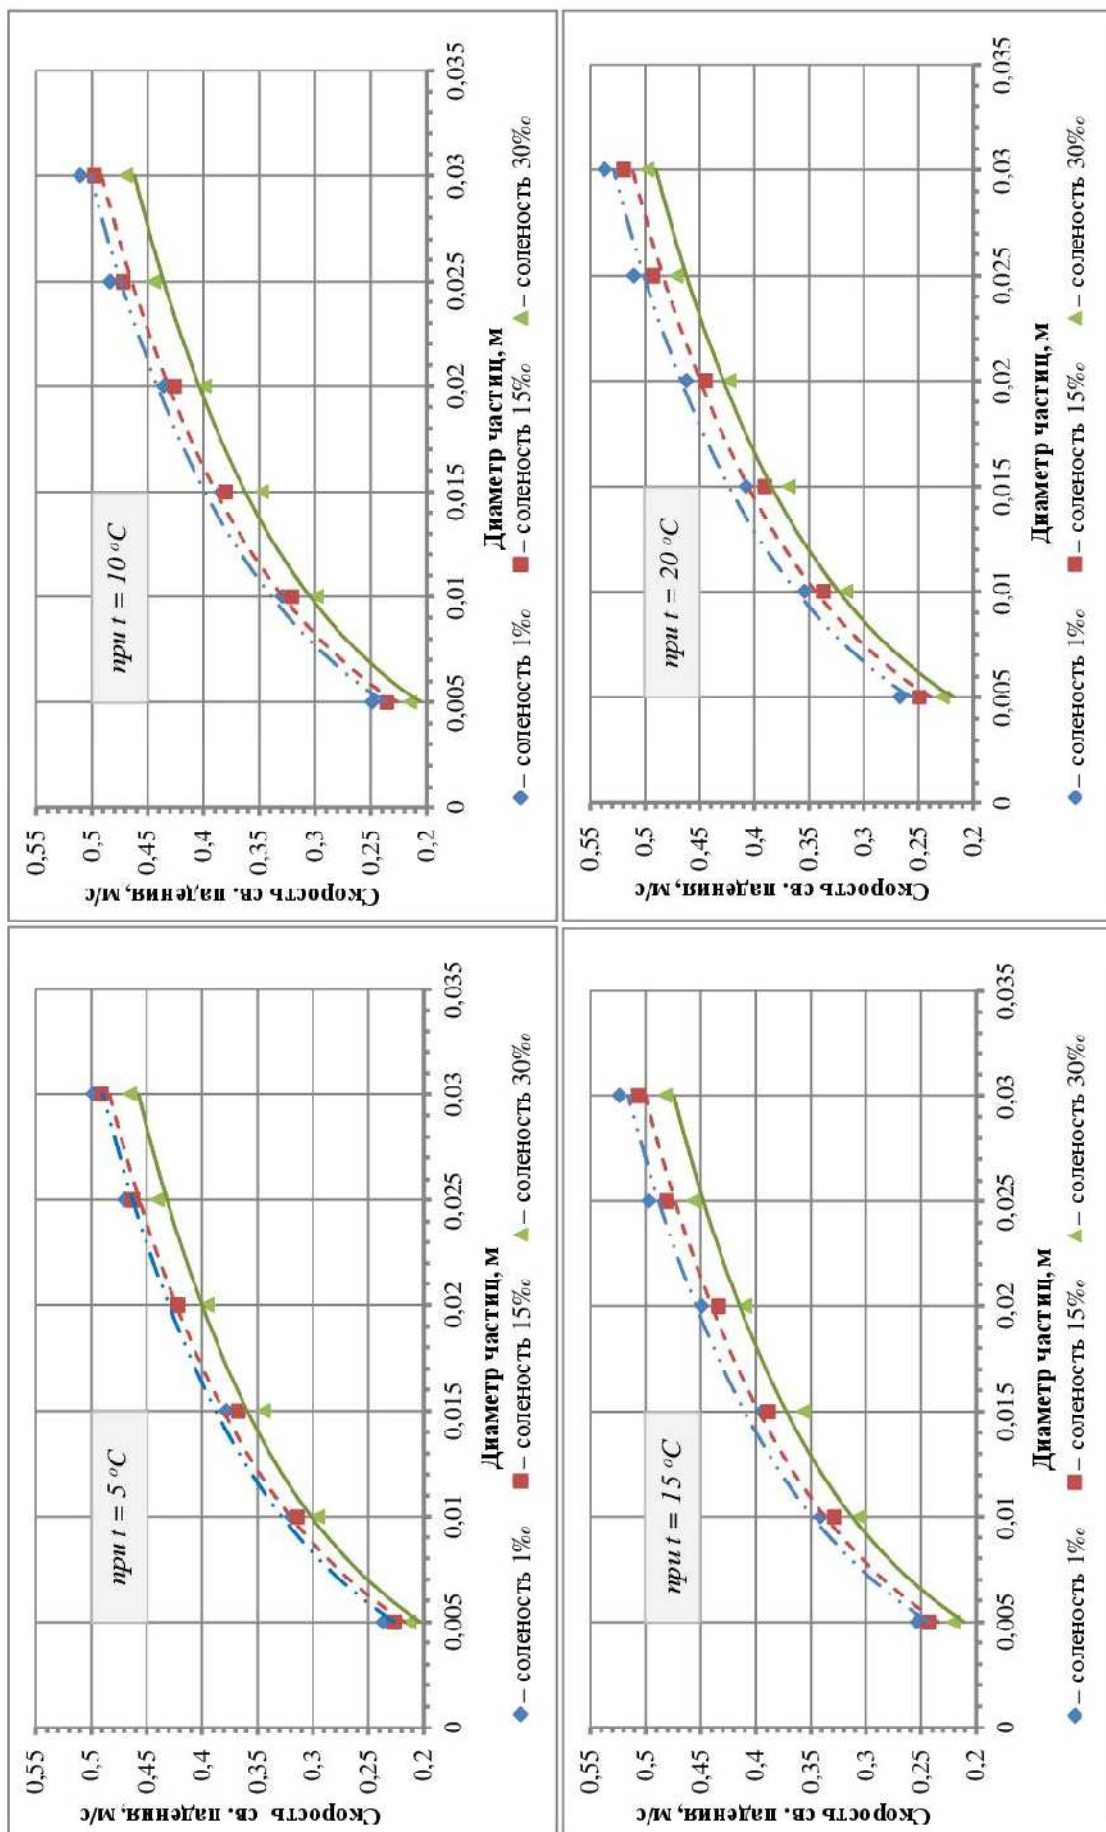 0,55
0,5
0,45
0,4
0,35
0,3
0,25
0,2
Скорость св. падения, м/с
при t = 5 °C
0
0,005
0,01
0,015
0,02
0,025
0,03
0,035
Диаметр частиц, м
– соленость 1‰
– соленость 15‰
– соленость 30‰
0,55
0,5
0,45
0,4
0,35
0,3
0,25
0,2
Скорость св. падения, м/с
при t = 10 °C
0
0,005
0,01
0,015
0,02
0,025
0,03
0,035
Диаметр частиц, м
– соленость 1‰
– соленость 15‰
– соленость 30‰
0,55
0,5
0,45
0,4
0,35
0,3
0,25
0,2
Скорость св. падения, м/с
при t = 15 °C
0
0,005
0,01
0,015
0,02
0,025
0,03
0,035
Диаметр частиц, м
– соленость 1‰
– соленость 15‰
– соленость 30‰
0,55
0,5
0,45
0,4
0,35
0,3
0,25
0,2
Скорость св. падения, м/с
при t = 20 °C
0
0,005
0,01
0,015
0,02
0,025
0,03
0,035
Диаметр частиц, м
– соленость 1‰
– соленость 15‰
– соленость 30‰